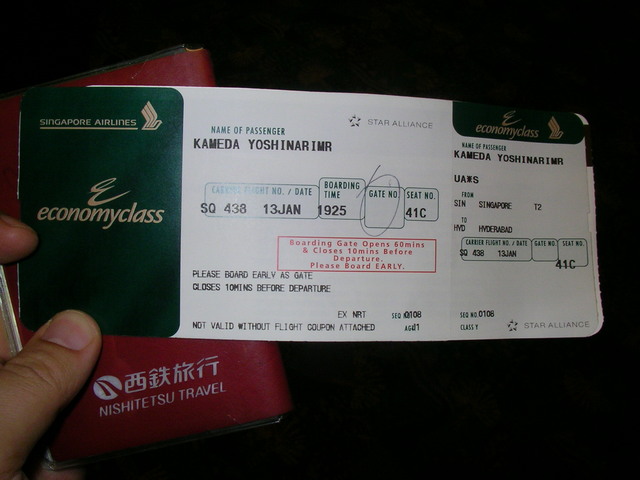 SINGAPORE AIRLINES
economyclass
NAME OF PASSENGER
KAMEDA YOSHINARIMR
STAR ALLIANCE
CARRIER FLIGHT NO. / DATE
BOARDING TIME
GATE NO.
SEAT NO.
SQ 438 13JAN 1925 41C
Boarding Gate Opens 60mins
& Closes 10mins Before
Departure.
Please Board EARLY.
PLEASE BOARD EARLY AS GATE
CLOSES 10MINS BEFORE DEPARTURE
EX NRT
SEQ NO. 0108
NOT VALID WITHOUT FLIGHT COUPON ATTACHED
economyclass
NAME OF PASSENGER
KAMEDA YOSHINARIMR
UA*S
FROM
SIN SINGAPORE T2
TO
HYD HYDERABAD
CARRIER FLIGHT NO. / DATE
GATE NO.
SEAT NO.
SQ 438 13JAN
41C
SEQ NO. 0108
CLASS Y
STAR ALLIANCE
西鉄旅行
NISHITETSU TRAVEL